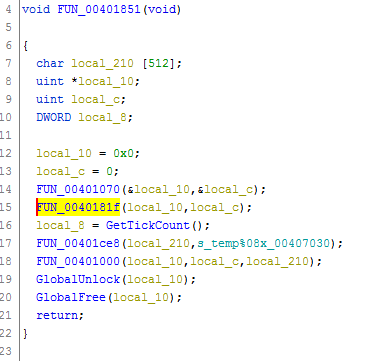 4 void FUN_00401851(void)
5
6 {
7 char local_210 [512];
8 uint *local_10;
9 uint local_c;
10 DWORD local_8;
11
12 local_10 = 0x0;
13 local_c = 0;
14 FUN_00401070(&local_10,&local_c);
15 FUN_0040181f(local_10,local_c);
16 local_8 = GetTickCount();
17 FUN_00401ce8(local_210,s_temp%08x_00407030);
18 FUN_00401000(local_10,local_c,local_210);
19 GlobalUnlock(local_10);
20 GlobalFree(local_10);
21 return;
22 }
23